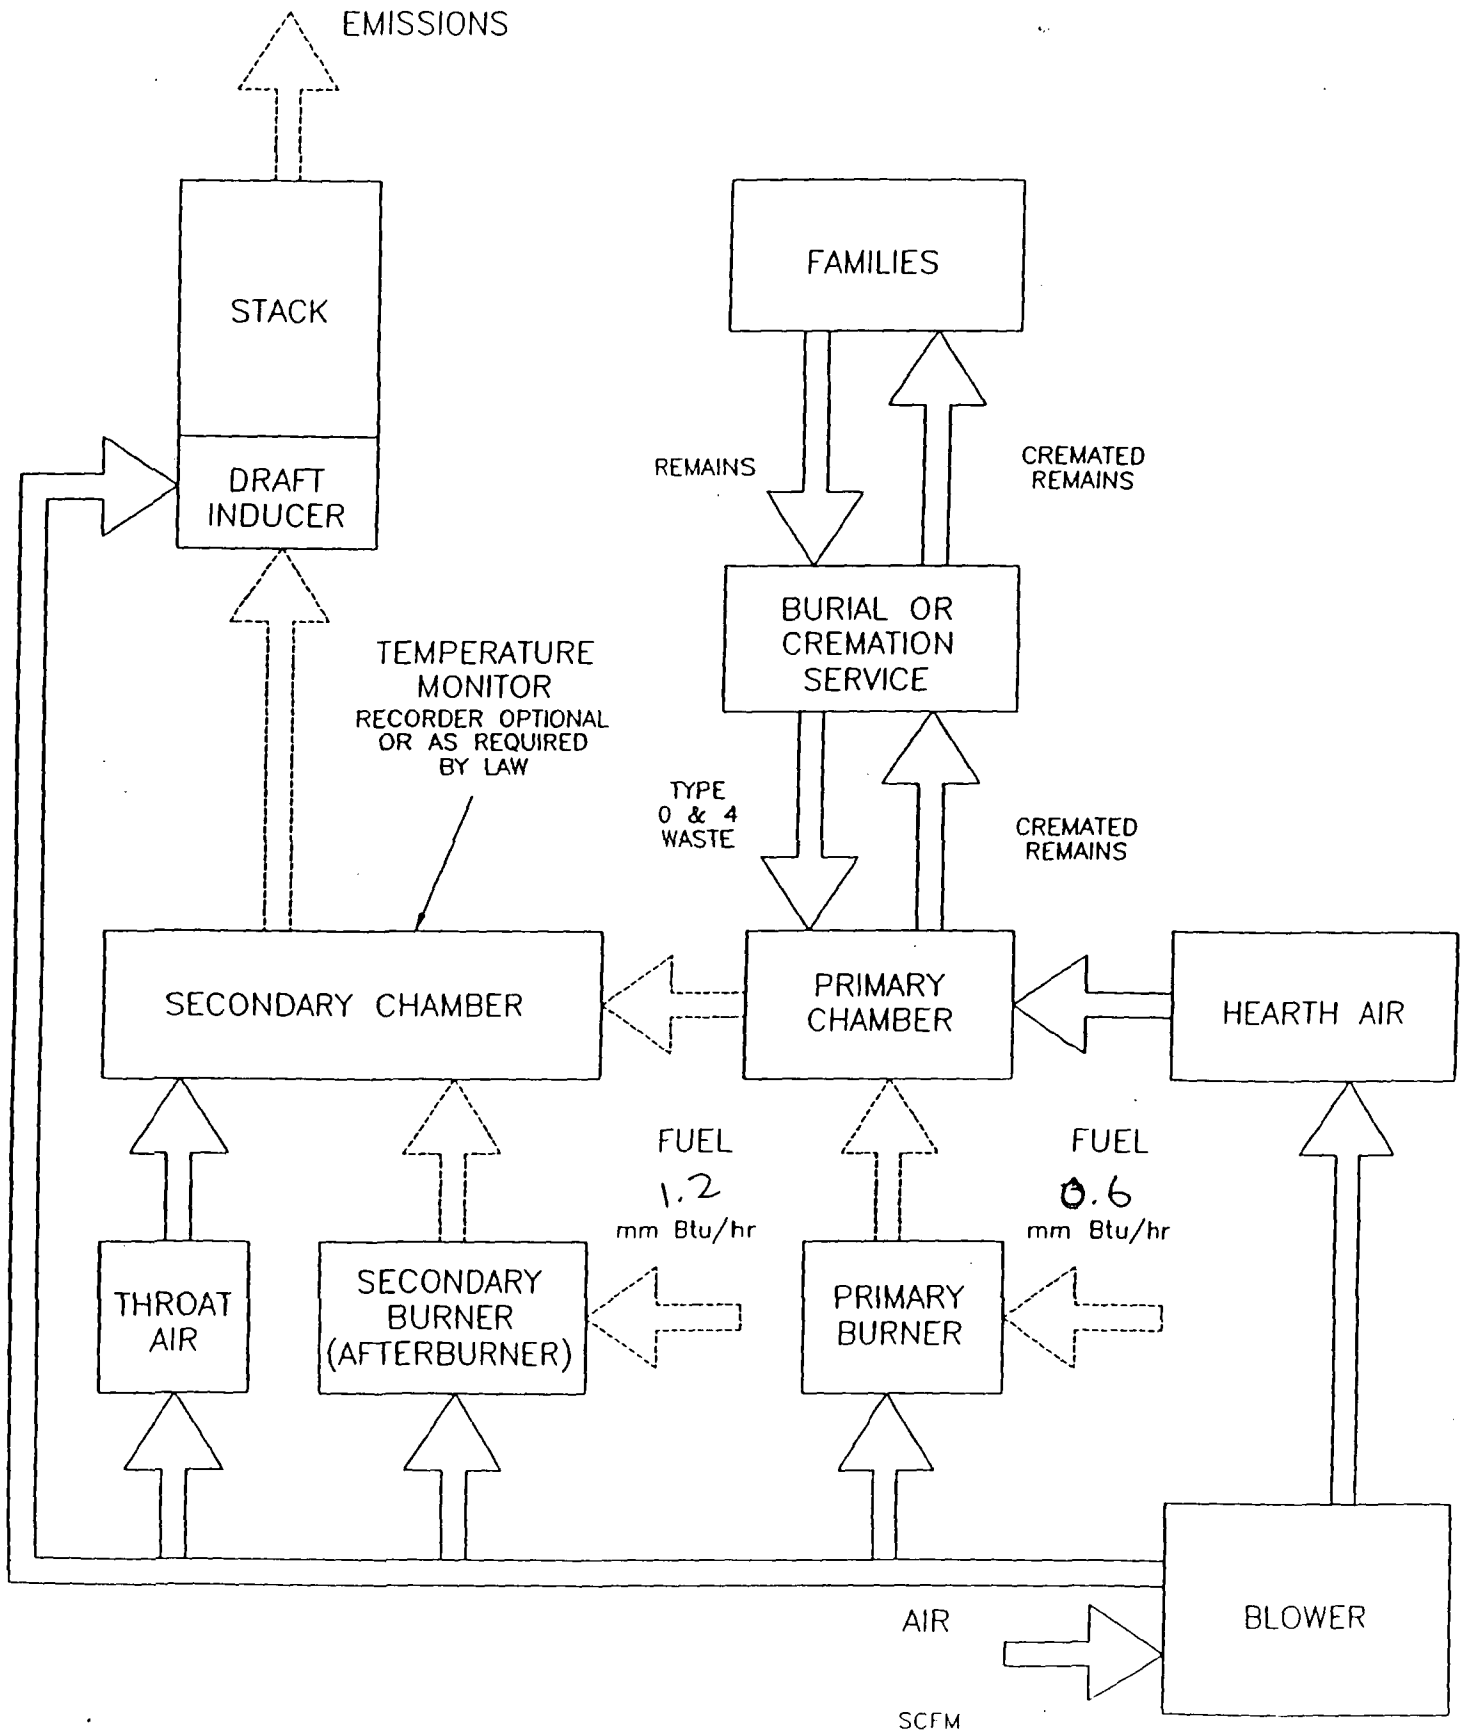 EMISSIONS
STACK
DRAFT
INDUCER
FAMILIES
REMAINS
CREMATED
REMAINS
BURIAL OR
CREMATION
SERVICE
TEMPERATURE
MONITOR
RECORDER OPTIONAL
OR AS REQUIRED
BY LAW
TYPE
0 & 4
WASTE
CREMATED
REMAINS
SECONDARY CHAMBER
PRIMARY
CHAMBER
HEARTH AIR
FUEL
1.2
mm Btu/hr
FUEL
0.6
mm Btu/hr
THROAT
AIR
SECONDARY
BURNER
(AFTERBURNER)
PRIMARY
BURNER
AIR
SCFM
BLOWER